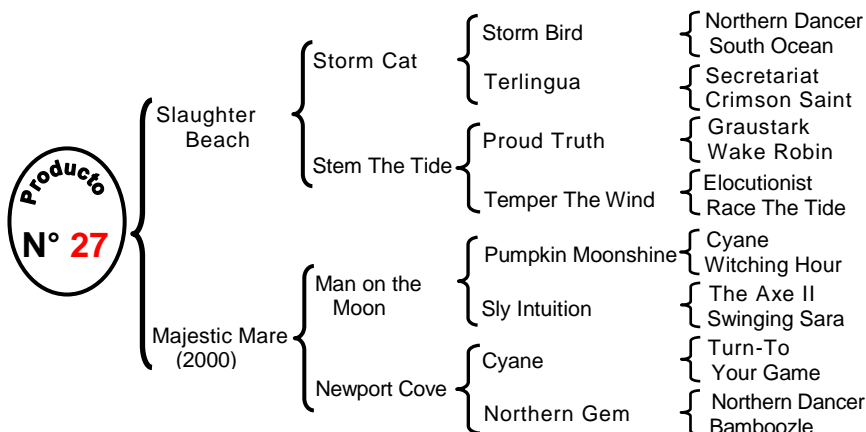 Producto
N° 27
Slaughter
Beach
Majestic Mare
(2000)
Storm Cat
Stem The Tide
Man on the
Moon
Newport Cove
Storm Bird
Terlingua
Proud Truth
Temper The Wind
Pumpkin Moonshine
Sly Intuition
Cyane
Northern Gem
Northern Dancer
South Ocean
Secretariat
Crimson Saint
Graustark
Wake Robin
Elocutionist
Race The Tide
Cyane
Witching Hour
The Axe II
Swinging Sara
Turn-To
Your Game
Northern Dancer
Bamboozle